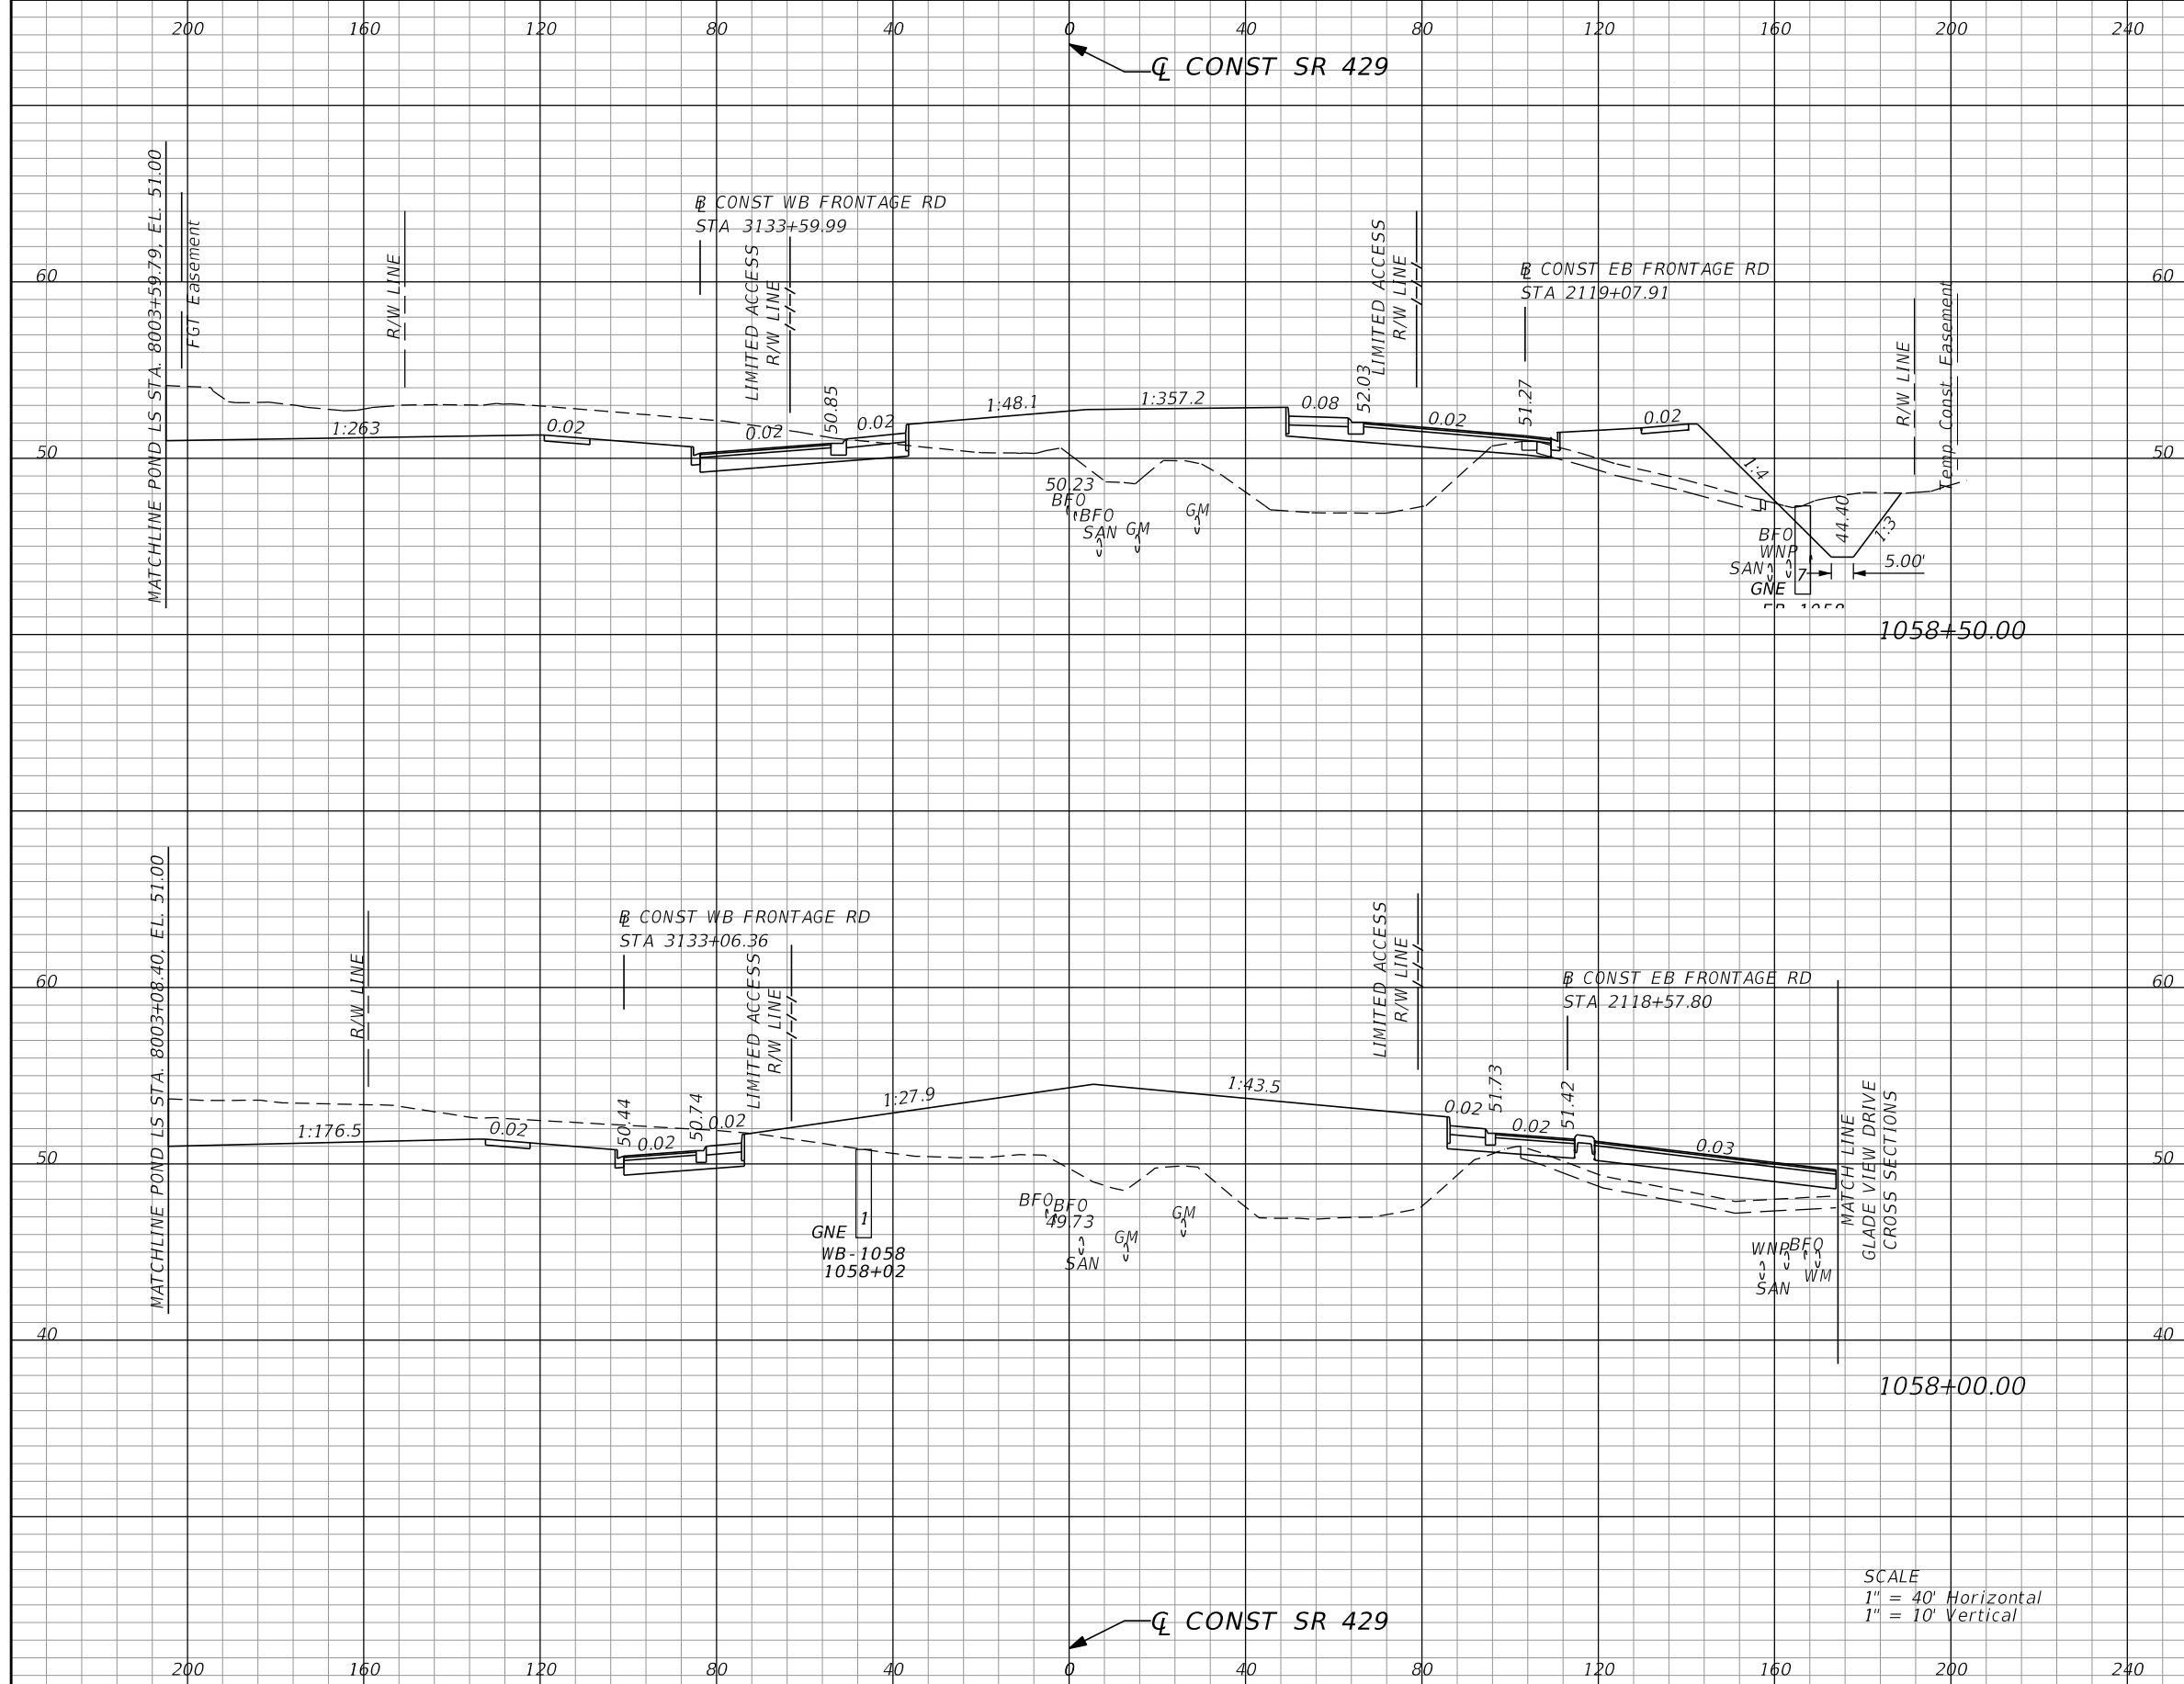 200 160 120 80 40 0 40 80 120 160 200 240
℄ CONST SR 429
MATCHLINE POND LS STA. 8003+59.79, EL. 51.00
FGT Easement
R/W LINE
℄ CONST WB FRONTAGE RD
STA 3133+59.99
LIMITED ACCESS
R/W LINE
LIMITED ACCESS
R/W LINE
℄ CONST EB FRONTAGE RD
STA 2119+07.91
R/W LINE
Temp Const. Easement
60 60
50 50
1:263
0.02
0.02
50.85
0.02
1:48.1
1:357.2
0.08
52.03
0.02
51.27
0.02
1:4
44.40
1:3
5.00'
50.23
BFO
BFO
SAN
GM
GM
BFO
WNP
SAN
7
GNE
1058+50.00
MATCHLINE POND LS STA. 8003+08.40, EL. 51.00
R/W LINE
℄ CONST WB FRONTAGE RD
STA 3133+06.36
LIMITED ACCESS
R/W LINE
LIMITED ACCESS
R/W LINE
℄ CONST EB FRONTAGE RD
STA 2118+57.80
60 60
50 50
40 40
1:176.5
0.02
50.44
0.02
50.74
0.02
1:27.9
1:43.5
0.02
51.73
0.02
51.42
0.03
MATCH LINE
GLADE VIEW DRIVE
CROSS SECTIONS
GNE
1
WB-1058
1058+02
BFO
BFO
49.73
SAN
GM
GM
WNP
BFO
SAN
WM
1058+00.00
SCALE
1" = 40' Horizontal
1" = 10' Vertical
℄ CONST SR 429
200 160 120 80 40 0 40 80 120 160 200 240